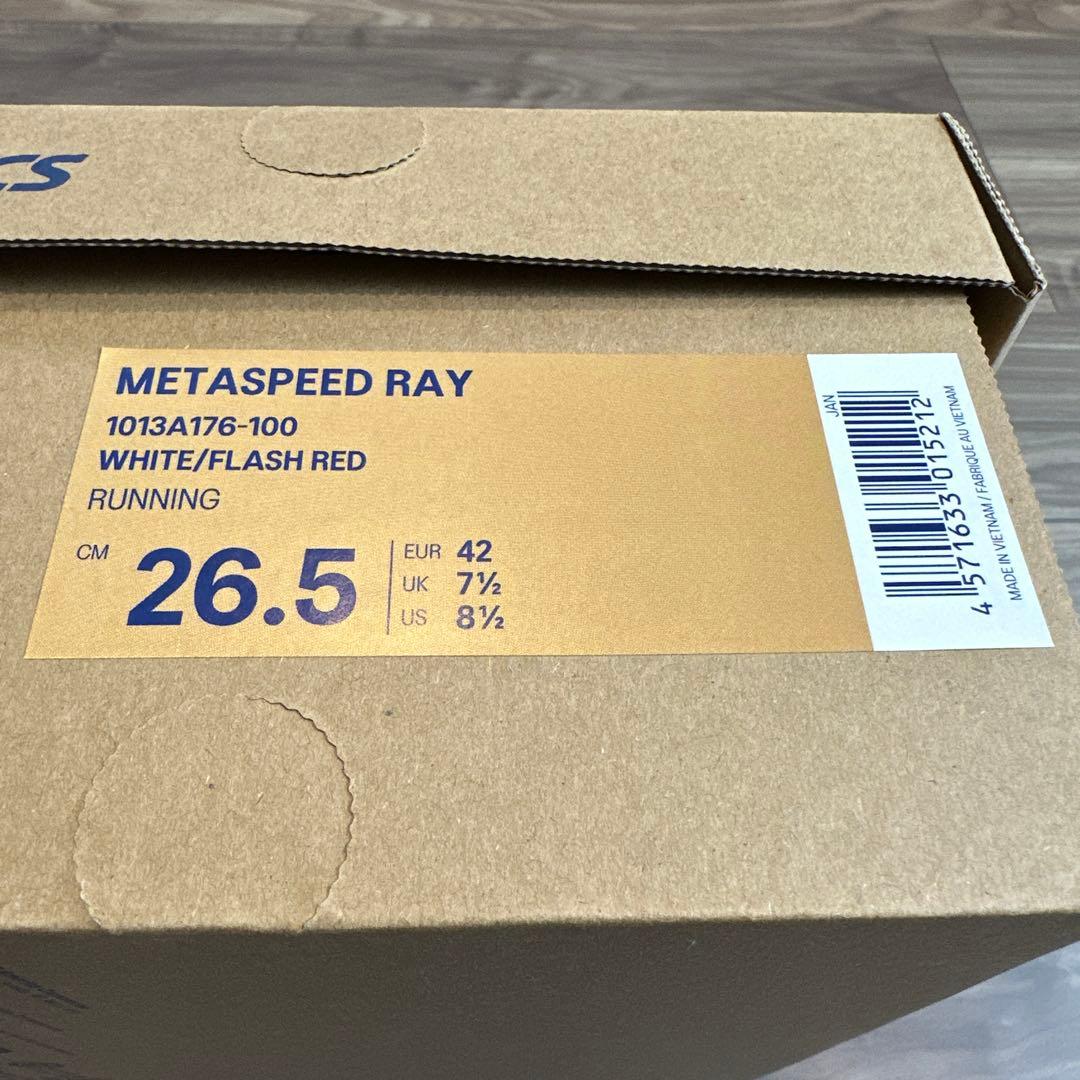 CS
METASPEED RAY
1013A176-100
WHITE/FLASH RED
RUNNING
CM 26.5
EUR 42
UK 7½
US 8½
JAN
4 571633 015212
MADE IN VIETNAM / FABRIQUE AU VIETNAM